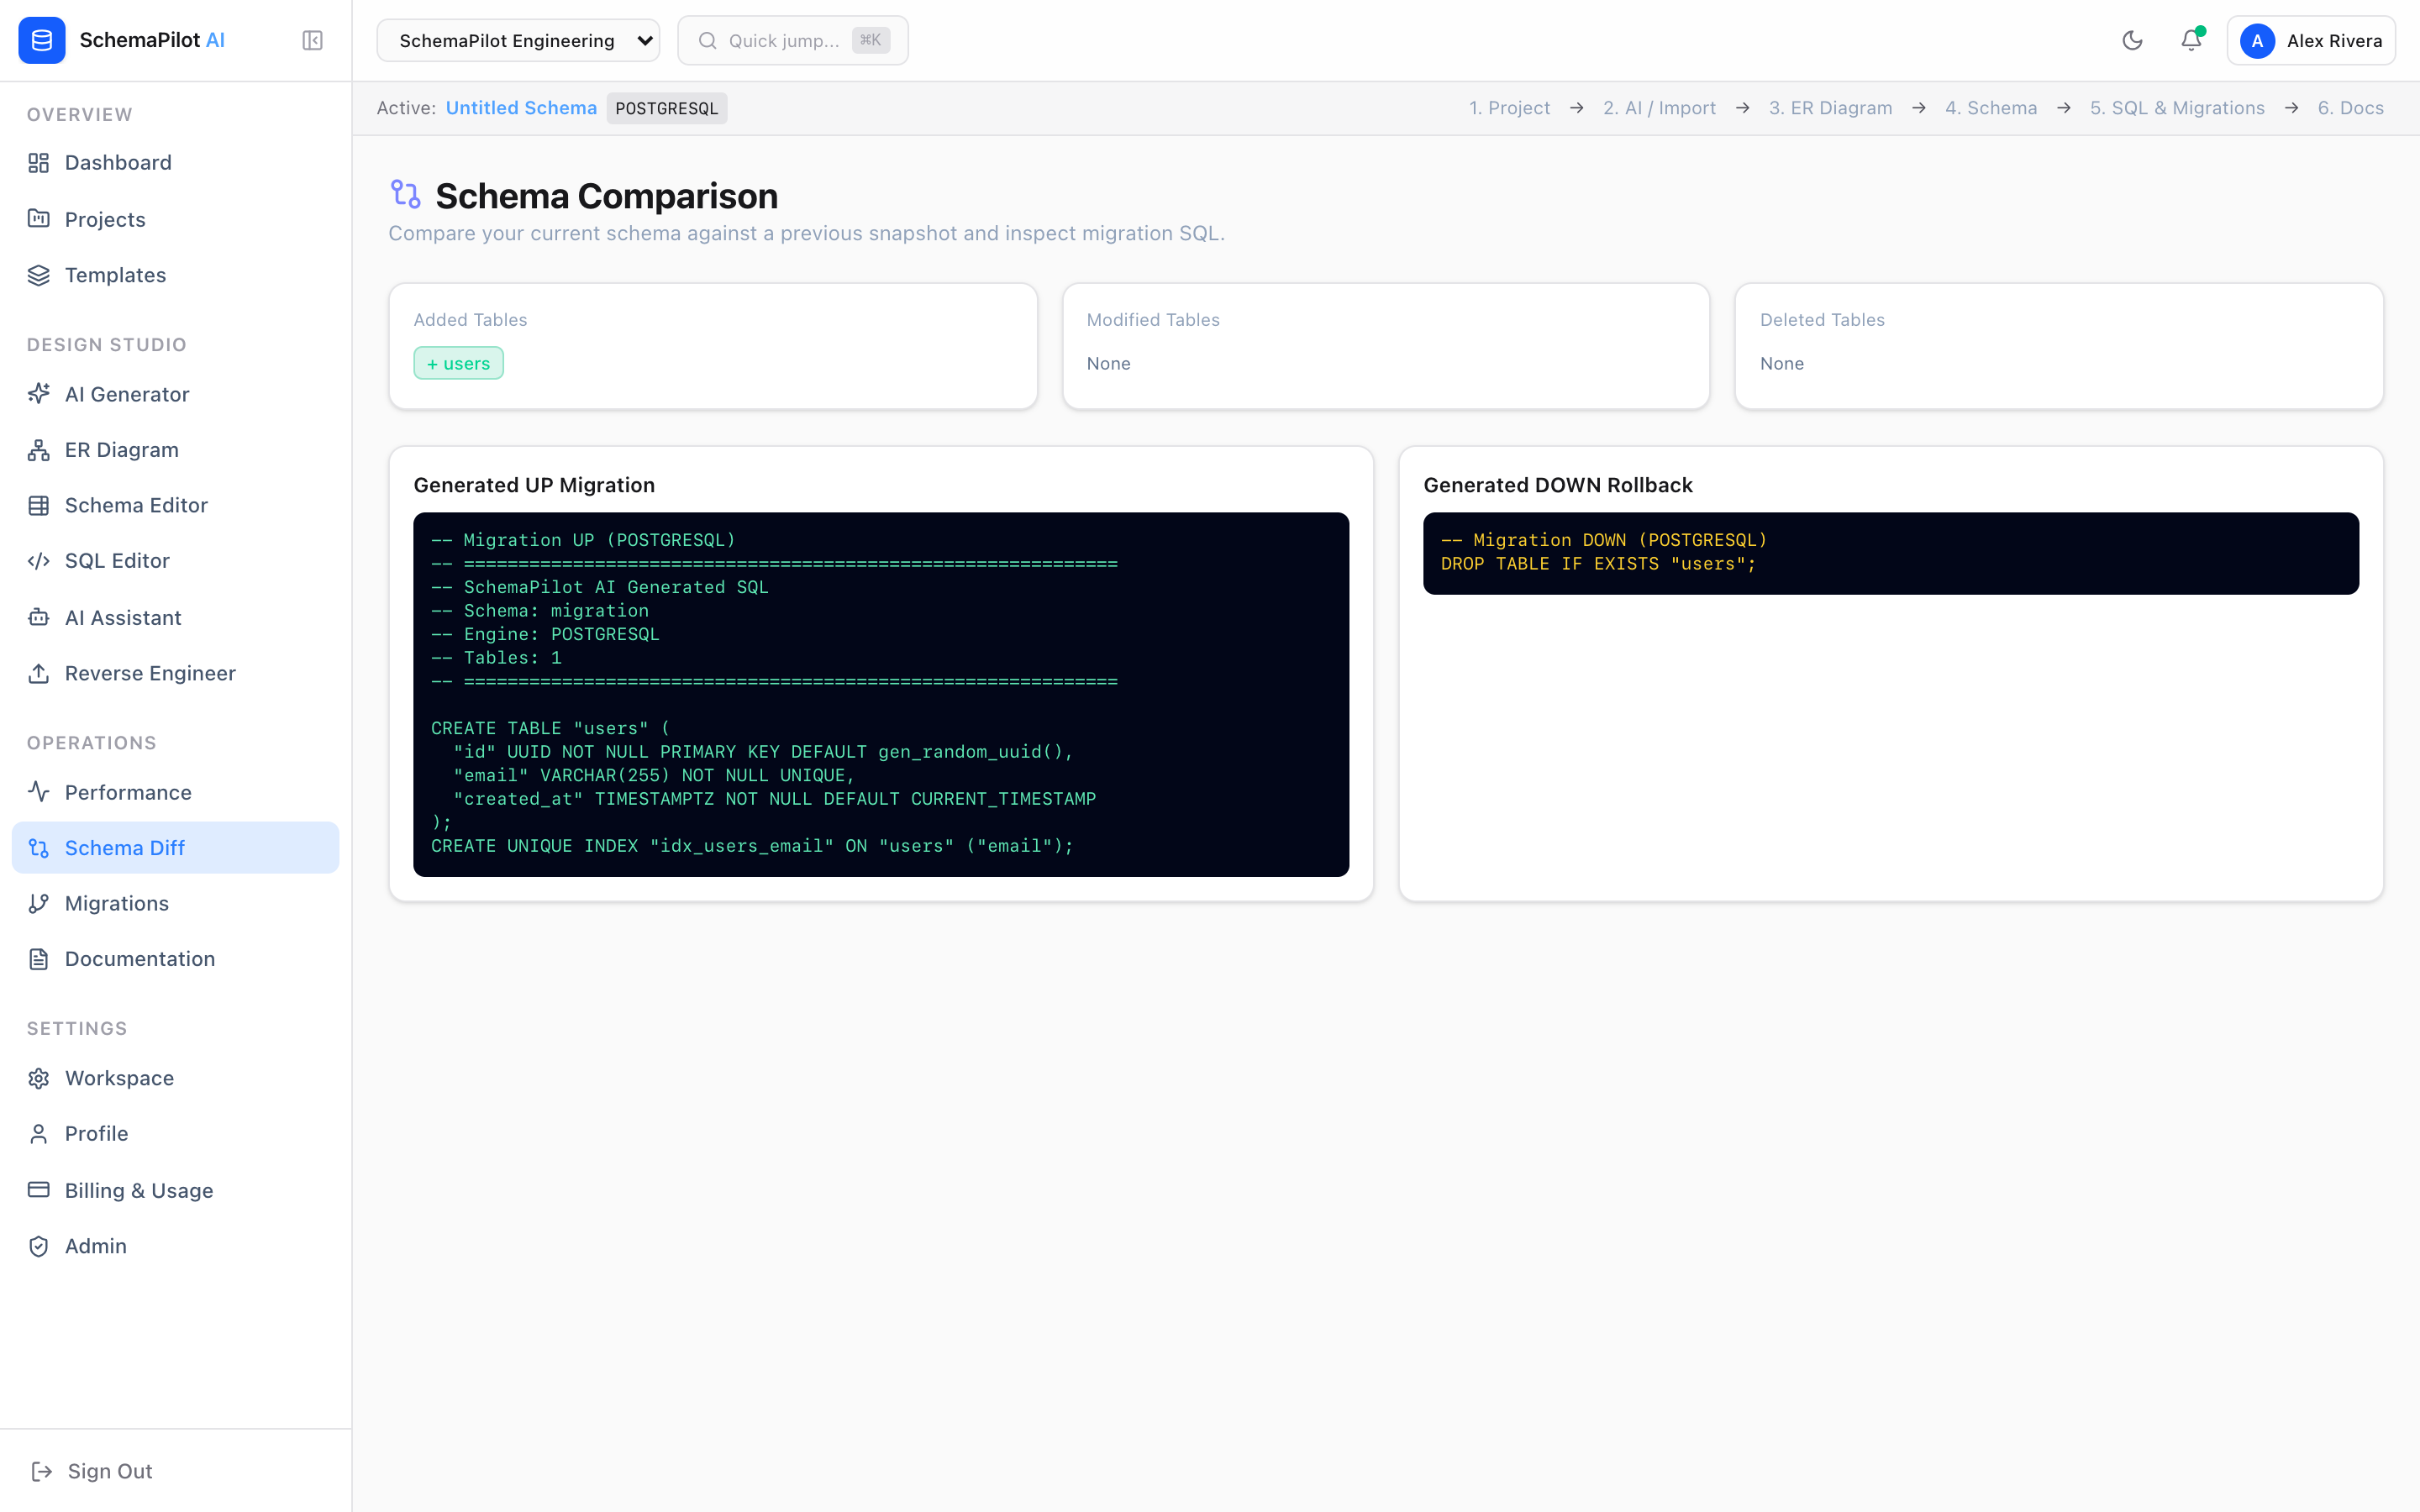 SchemaPilot AI
SchemaPilot Engineering
Quick jump... ⌘K
A Alex Rivera
OVERVIEW
Dashboard
Projects
Templates
DESIGN STUDIO
AI Generator
ER Diagram
Schema Editor
SQL Editor
AI Assistant
Reverse Engineer
OPERATIONS
Performance
Schema Diff
Migrations
Documentation
SETTINGS
Workspace
Profile
Billing & Usage
Admin
Sign Out
Active: Untitled Schema POSTGRESQL
1. Project → 2. AI / Import → 3. ER Diagram → 4. Schema → 5. SQL & Migrations → 6. Docs
Schema Comparison
Compare your current schema against a previous snapshot and inspect migration SQL.
Added Tables
+ users
Modified Tables
None
Deleted Tables
None
Generated UP Migration
-- Migration UP (POSTGRESQL)
-- ============================================================
-- SchemaPilot AI Generated SQL
-- Schema: migration
-- Engine: POSTGRESQL
-- Tables: 1
-- ============================================================
CREATE TABLE "users" (
  "id" UUID NOT NULL PRIMARY KEY DEFAULT gen_random_uuid(),
  "email" VARCHAR(255) NOT NULL UNIQUE,
  "created_at" TIMESTAMPTZ NOT NULL DEFAULT CURRENT_TIMESTAMP
);
CREATE UNIQUE INDEX "idx_users_email" ON "users" ("email");
Generated DOWN Rollback
-- Migration DOWN (POSTGRESQL)
DROP TABLE IF EXISTS "users";